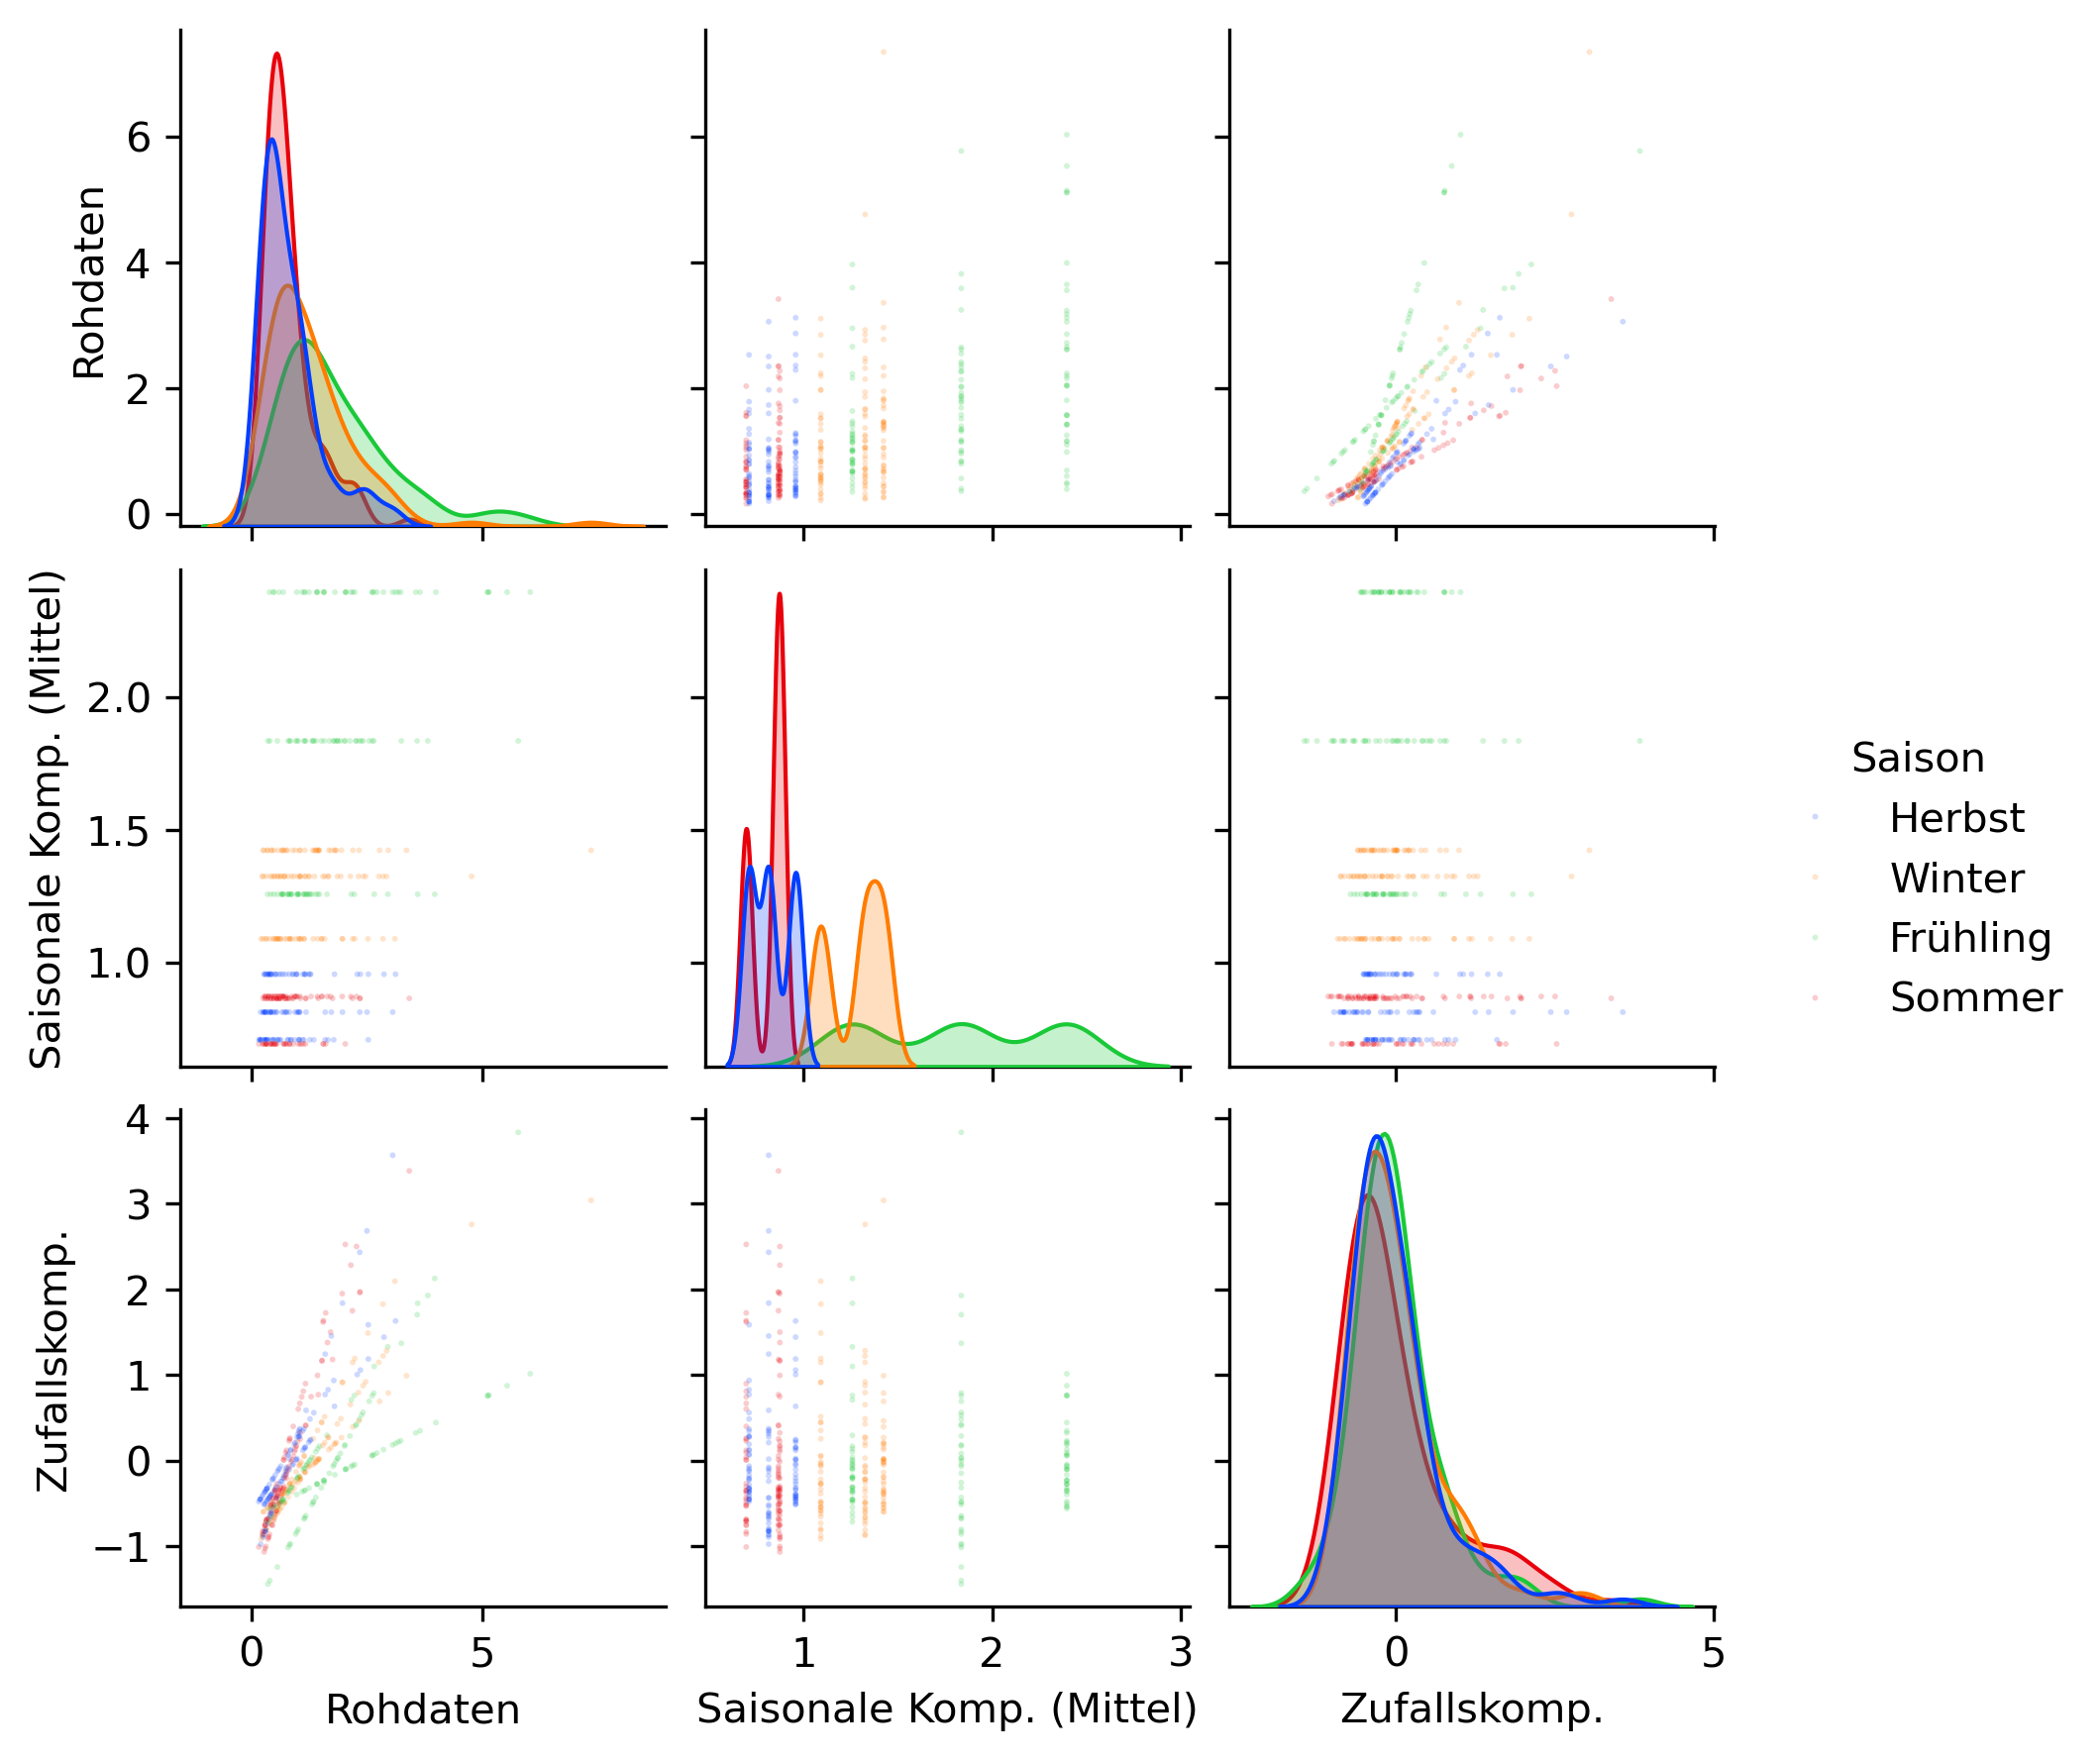 6
4
2
0
Rohdaten
2.0
1.5
1.0
Saisonale Komp. (Mittel)
4
3
2
1
0
−1
Zufallskomp.
0 5
1 2 3
0 5
Rohdaten
Saisonale Komp. (Mittel)
Zufallskomp.
Saison
Herbst
Winter
Frühling
Sommer